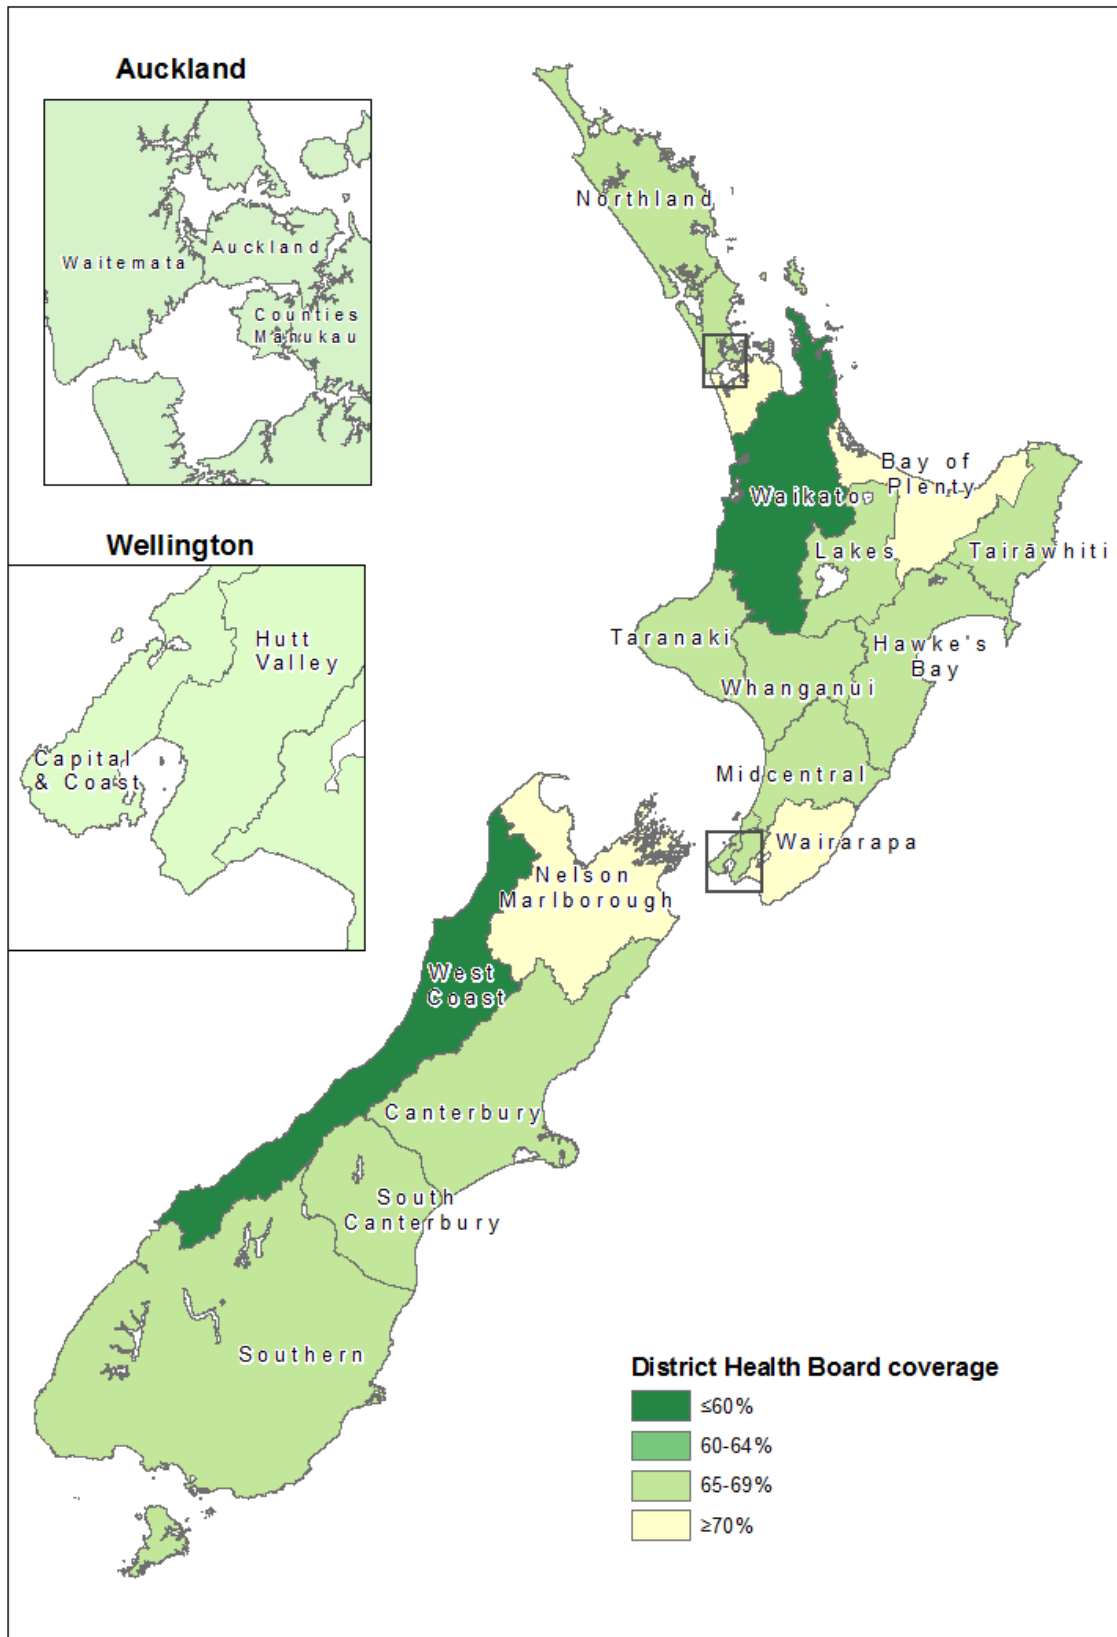 Auckland
Waitemata
Auckland
Counties
Manukau
Wellington
Hutt
Valley
Capital
& Coast
Northland
Waikato
Bay of
Plenty
Lakes
Tairāwhiti
Taranaki
Hawke's
Bay
Whanganui
Midcentral
Wairarapa
Nelson
Marlborough
West
Coast
Canterbury
South
Canterbury
Southern
District Health Board coverage
≤60%
60-64%
65-69%
≥70%